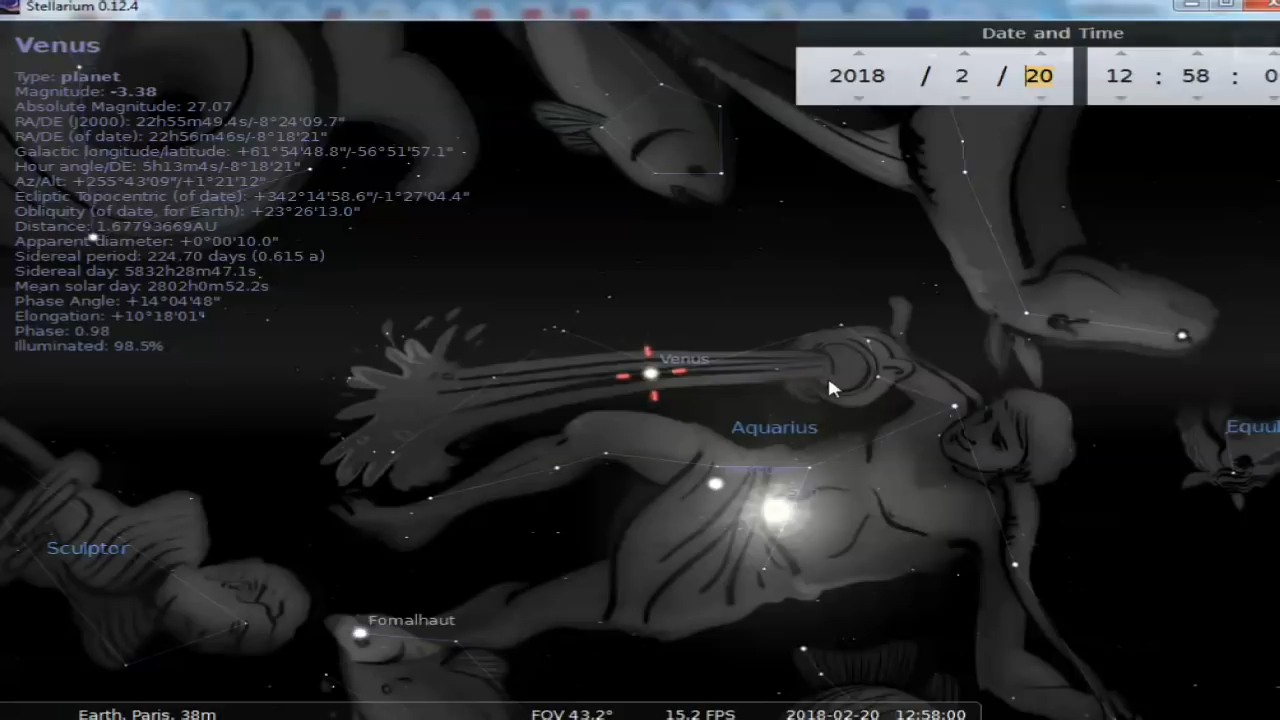 Stellarium 0.12.4
Date and Time
2018 / 2 / 20 12 : 58 : 0
Venus
Type: planet
Magnitude: -3.38
Absolute Magnitude: 27.07
RA/DE (J2000): 22h55m49.4s/-8°24'09.7"
RA/DE (of date): 22h56m46s/-8°18'21"
Galactic longitude/latitude: +61°54'48.8"/-56°51'57.1"
Hour angle/DE: 5h13m4s/-8°18'21"
Az/Alt: +255°43'09"/+1°21'12"
Ecliptic Topocentric (of date): +342°14'58.6"/-1°27'04.4"
Obliquity (of date, for Earth): +23°26'13.0"
Distance: 1.67793669AU
Apparent diameter: +0°00'10.0"
Sidereal period: 224.70 days (0.615 a)
Sidereal day: 5832h28m47.1s
Mean solar day: 2802h0m52.2s
Phase Angle: +14°04'48"
Elongation: +10°18'01"
Phase: 0.98
Illuminated: 98.5%
Venus
Aquarius
Equul
Sculptor
Fomalhaut
Earth, Paris, 38m FOV 43.2° 15.2 FPS 2018-02-20 12:58:00